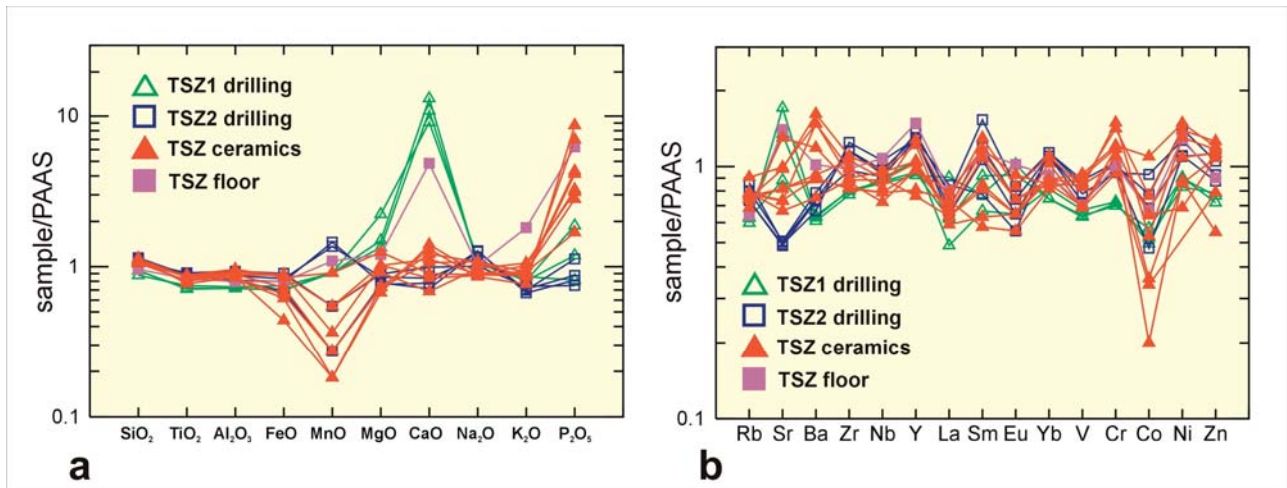 10
1
0.1
sample/PAAS
TSZ1 drilling
TSZ2 drilling
TSZ ceramics
TSZ floor
SiO₂ TiO₂ Al₂O₃ FeO MnO MgO CaO Na₂O K₂O P₂O₅
a
1
0.1
sample/PAAS
TSZ1 drilling
TSZ2 drilling
TSZ ceramics
TSZ floor
Rb Sr Ba Zr Nb Y La Sm Eu Yb V Cr Co Ni Zn
b